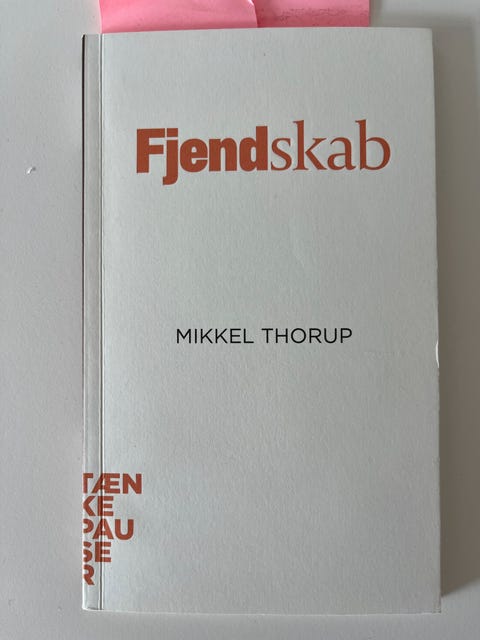 Fjendskab
MIKKEL THORUP
TÆN
KE
PAU
SE
R